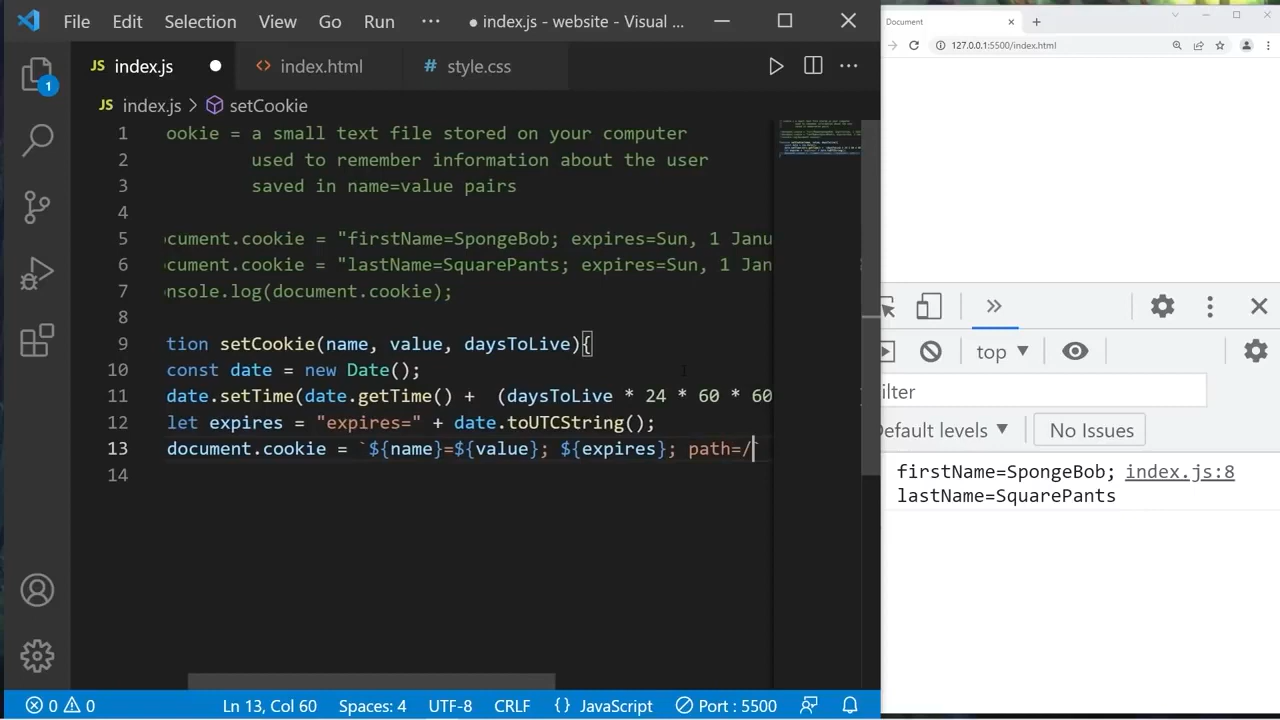 File Edit Selection View Go Run ··· ● index.js - website - Visual ...
JS index.js ● <> index.html # style.css ···
JS index.js > setCookie
1 ookie = a small text file stored on your computer
2 used to remember information about the user
3 saved in name=value pairs
4
5 ocument.cookie = "firstName=SpongeBob; expires=Sun, 1 Janu
6 ocument.cookie = "lastName=SquarePants; expires=Sun, 1 Jan
7 nsole.log(document.cookie);
8
9 tion setCookie(name, value, daysToLive){
10 const date = new Date();
11 date.setTime(date.getTime() +  (daysToLive * 24 * 60 * 60
12 let expires = "expires=" + date.toUTCString();
13 document.cookie = `${name}=${value}; ${expires}; path=/`
14
1
0 0 Ln 13, Col 60 Spaces: 4 UTF-8 CRLF {} JavaScript Port : 5500
Document
127.0.0.1:5500/index.html
top
ilter
Default levels No Issues
firstName=SpongeBob; index.js:8
lastName=SquarePants